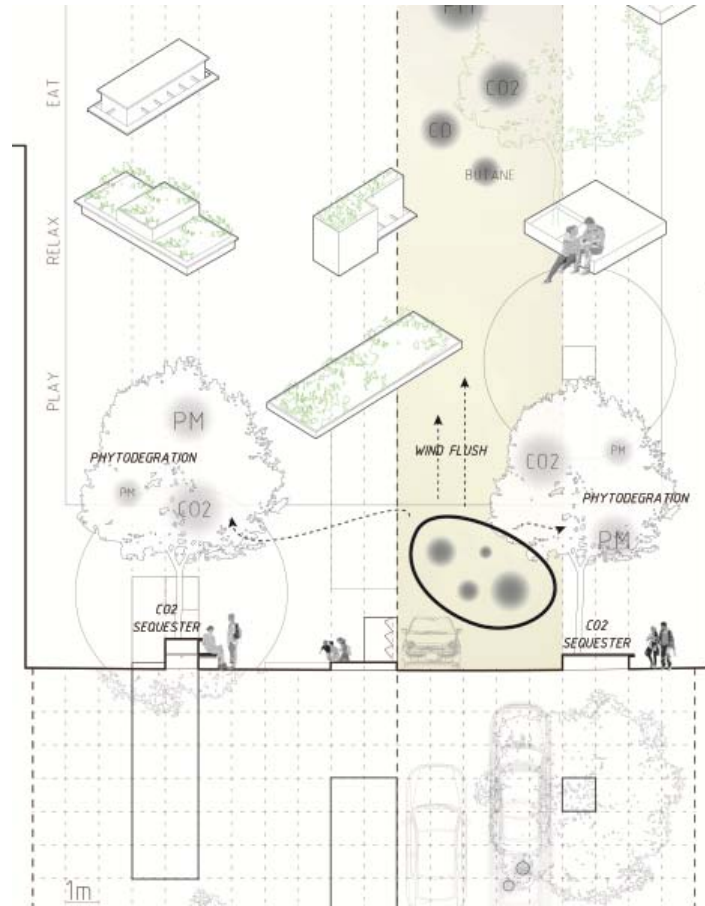 PM
CO2
EAT
CO
BUTANE
RELAX
PLAY
PM
PHYTODEGRATION
PM
CO2
WIND FLUSH
CO2
PM
PHYTODEGRATION
PM
CO2
SEQUESTER
CO2
SEQUESTER
1m